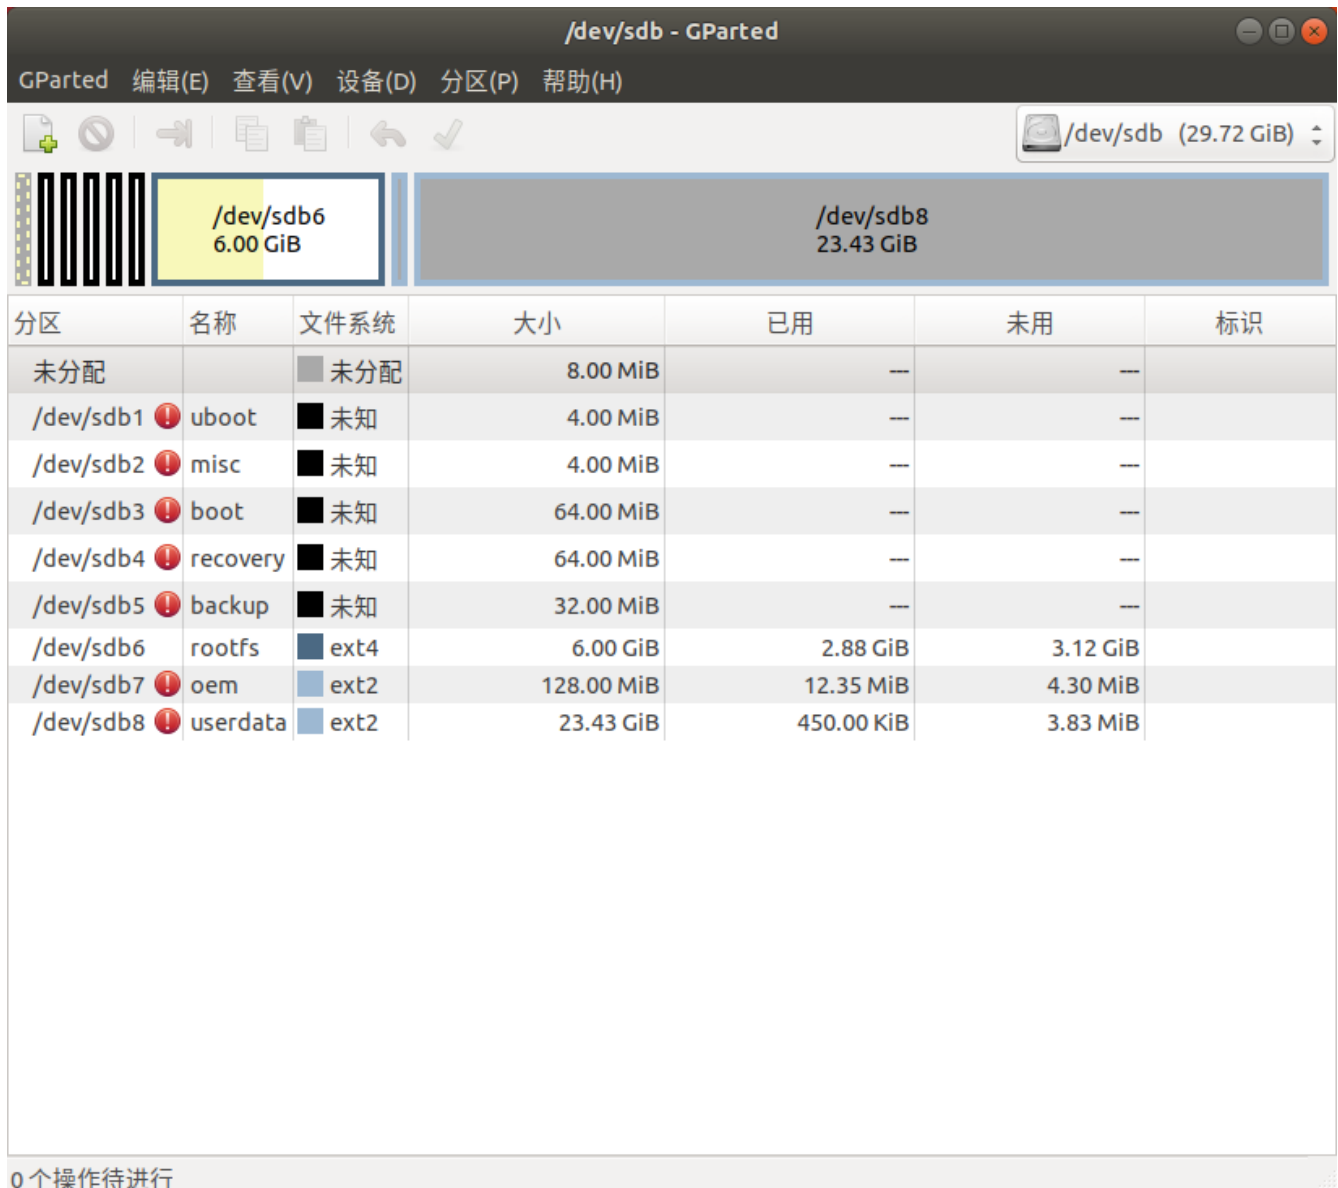 /dev/sdb - GParted
GParted 编辑(E) 查看(V) 设备(D) 分区(P) 帮助(H)
/dev/sdb (29.72 GiB)
/dev/sdb6
6.00 GiB
/dev/sdb8
23.43 GiB
分区 名称 文件系统 大小 已用 未用 标识
未分配 未分配 8.00 MiB --- ---
/dev/sdb1 uboot 未知 4.00 MiB --- ---
/dev/sdb2 misc 未知 4.00 MiB --- ---
/dev/sdb3 boot 未知 64.00 MiB --- ---
/dev/sdb4 recovery 未知 64.00 MiB --- ---
/dev/sdb5 backup 未知 32.00 MiB --- ---
/dev/sdb6 rootfs ext4 6.00 GiB 2.88 GiB 3.12 GiB
/dev/sdb7 oem ext2 128.00 MiB 12.35 MiB 4.30 MiB
/dev/sdb8 userdata ext2 23.43 GiB 450.00 KiB 3.83 MiB
0 个操作待进行